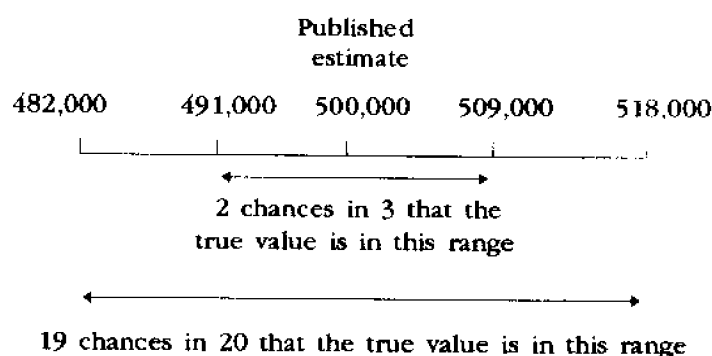 Published
estimate
482,000 491,000 500,000 509,000 518,000
2 chances in 3 that the
true value is in this range
19 chances in 20 that the true value is in this range